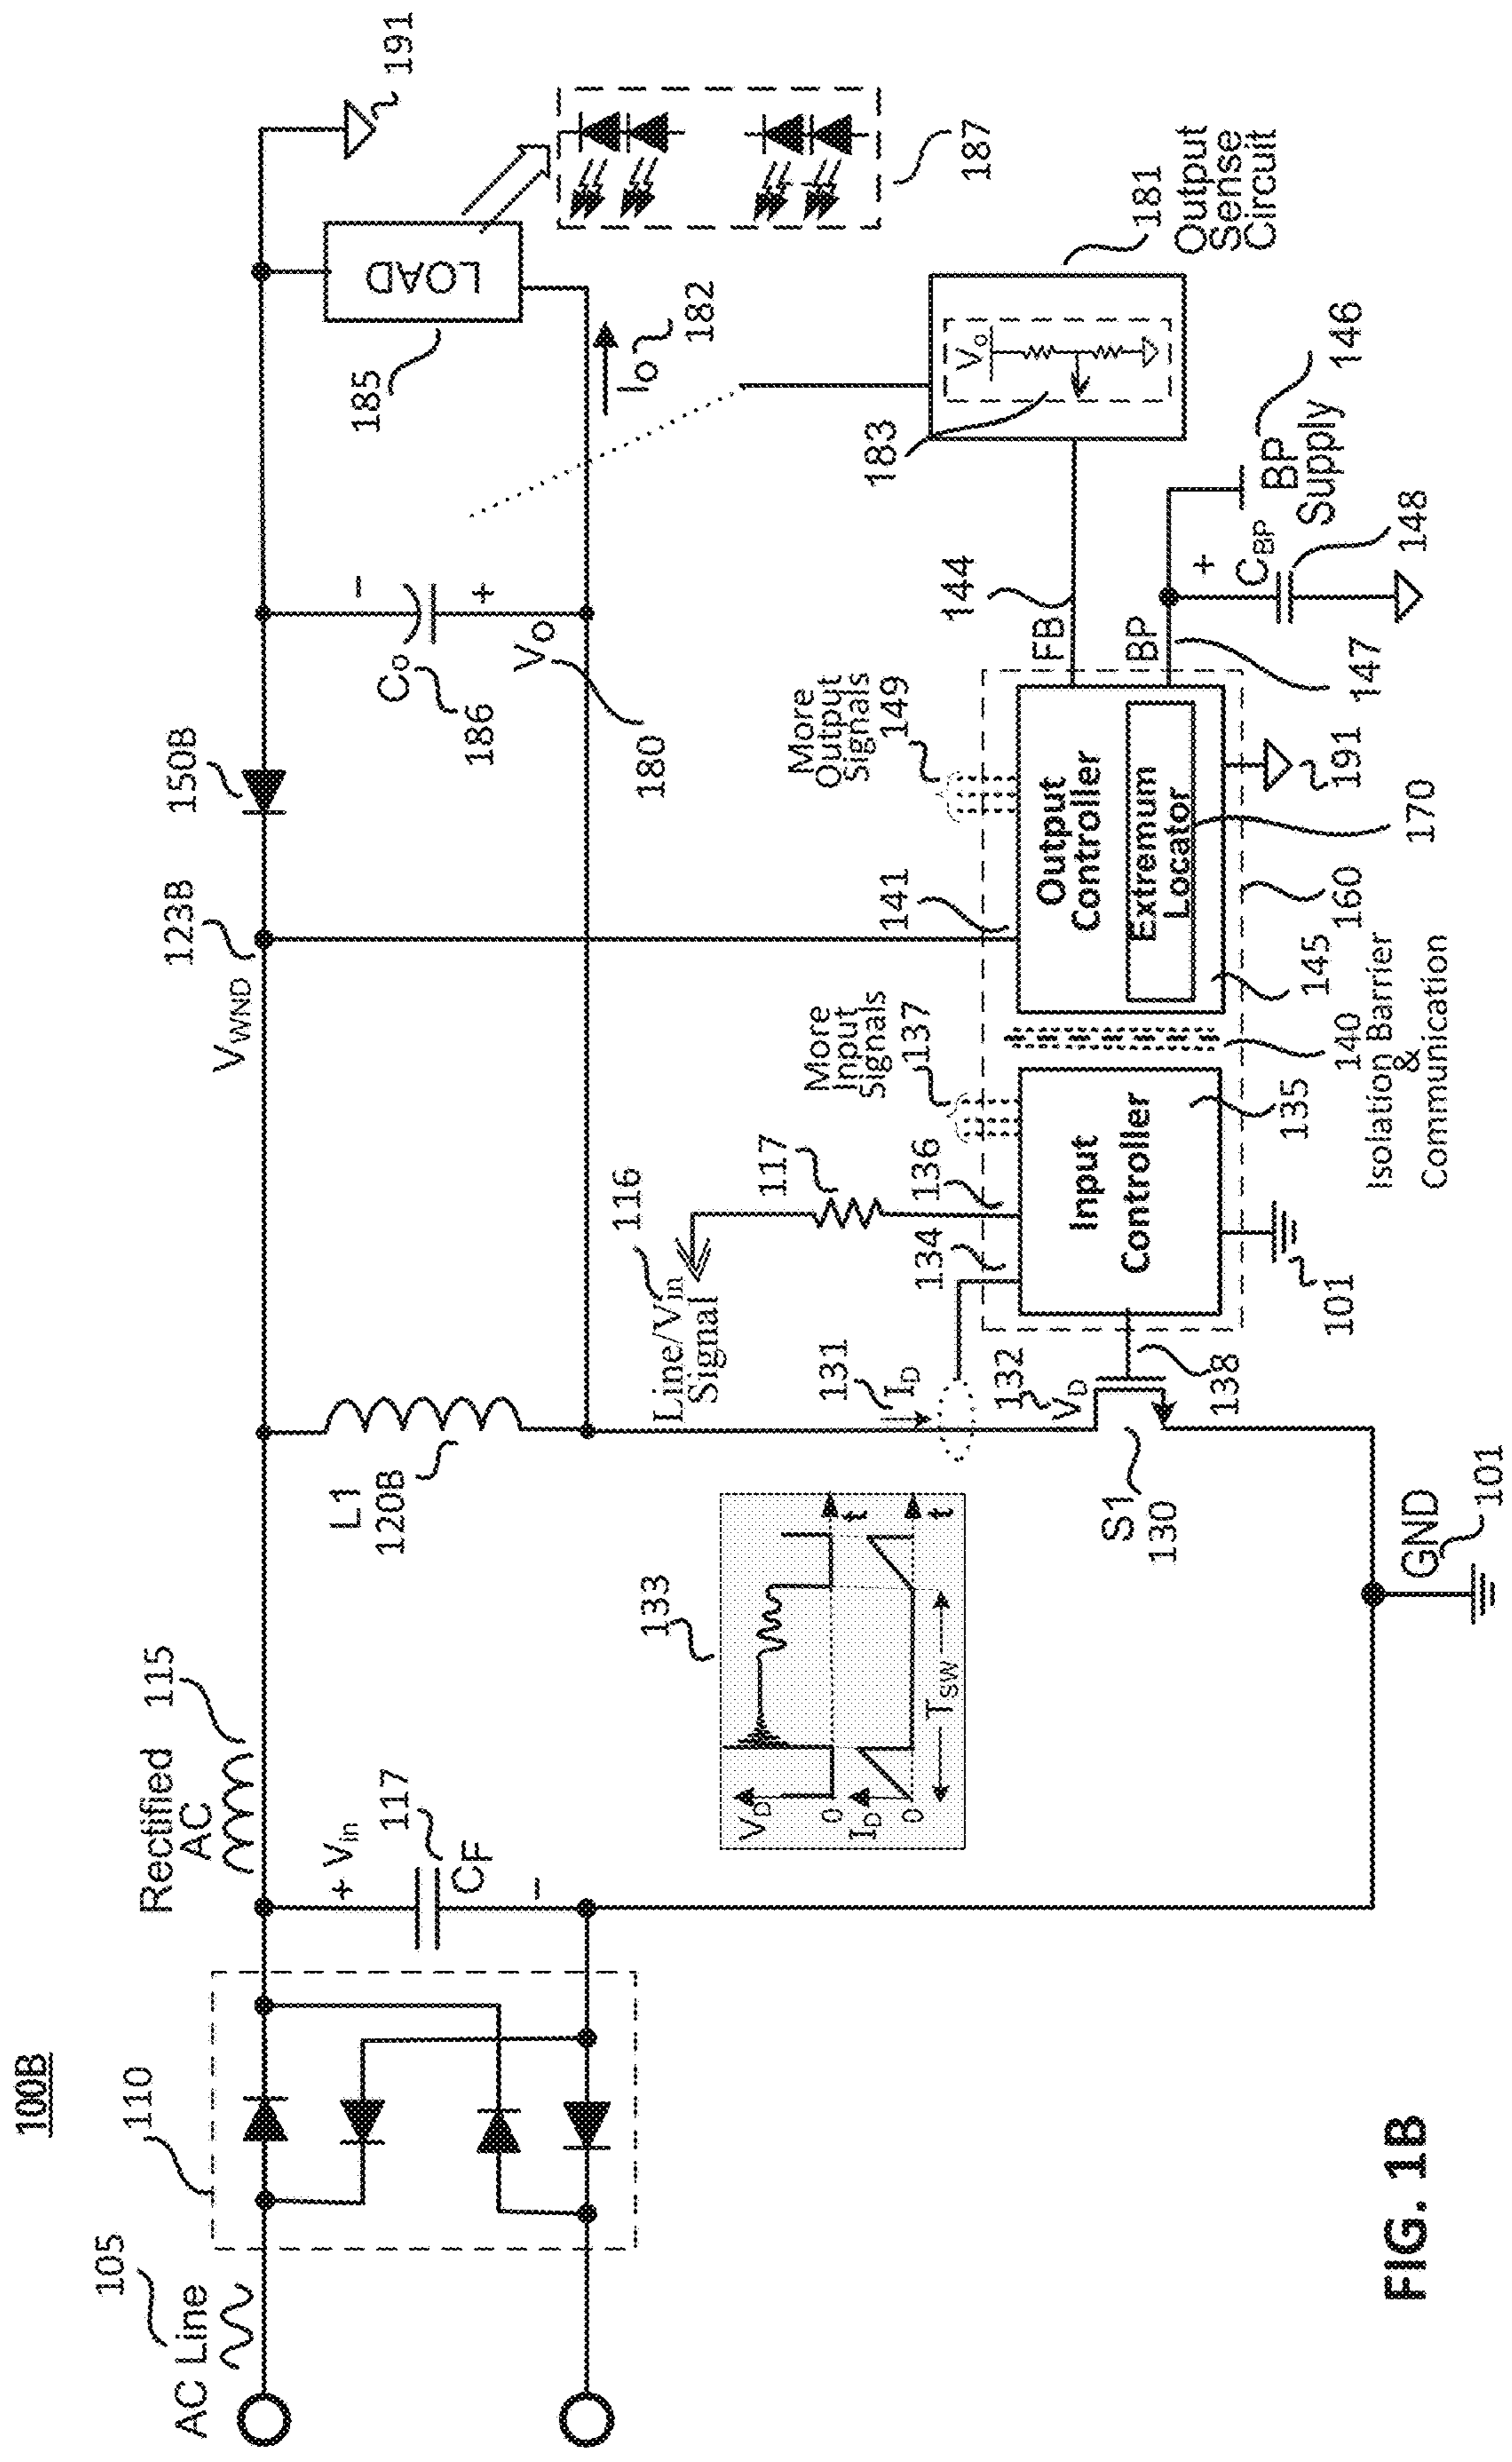 100B
AC Line
105
110
Rectified
AC
115
+ Vin
117
CF
–
L1
120B
VWND
123B
150B
Co
186
–
+
Vo
180
185
LOAD
191
Io
182
187
133
VD
0
ID
0
t
t
TSW
Line/Vin
Signal
116
117
131
ID
132
VD
134
136
More
Input
Signals
137
141
More
Output
Signals
149
FB
144
BP
183
Vo
181
Output
Sense
Circuit
S1
130
138
Input
Controller
135
101
140
Isolation Barrier
&
Communication
Output
Controller
Extremum
Locator
145
160
170
191
147
+
CBP
148
BP
Supply
146
GND
101
FIG. 1B